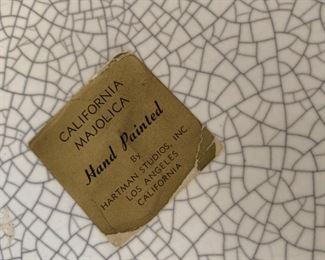 CALIFORNIA
MAJOLICA
Hand Painted
BY
HARTMAN STUDIOS, INC.
LOS ANGELES
CALIFORNIA